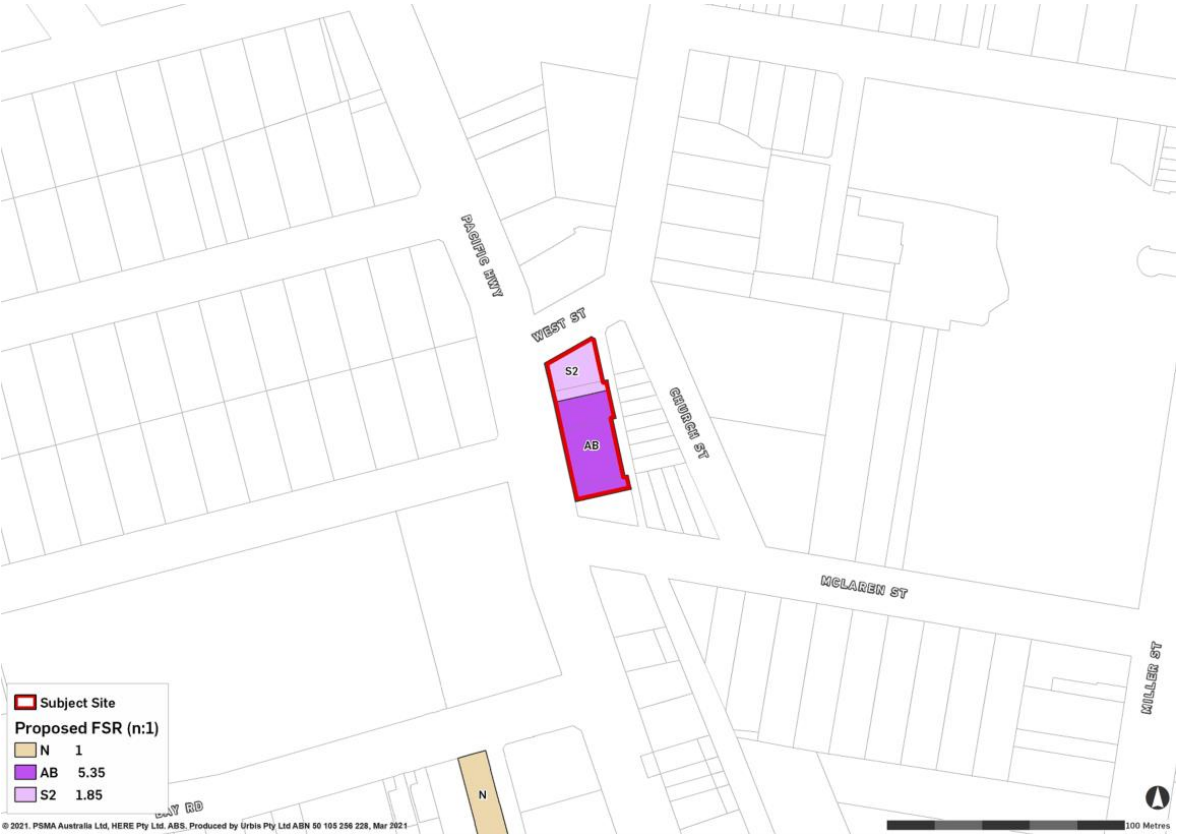 PACIFIC HWY
WEST ST
S2
CHURCH ST
AB
MCLAREN ST
MILLER ST
Subject Site
Proposed FSR (n:1)
N 1
AB 5.35
S2 1.85
BAY RD
N
© 2021. PSMA Australia Ltd, HERE Pty Ltd. ABS. Produced by Urbis Pty Ltd ABN 50 105 256 228, Mar 2021
100 Metres